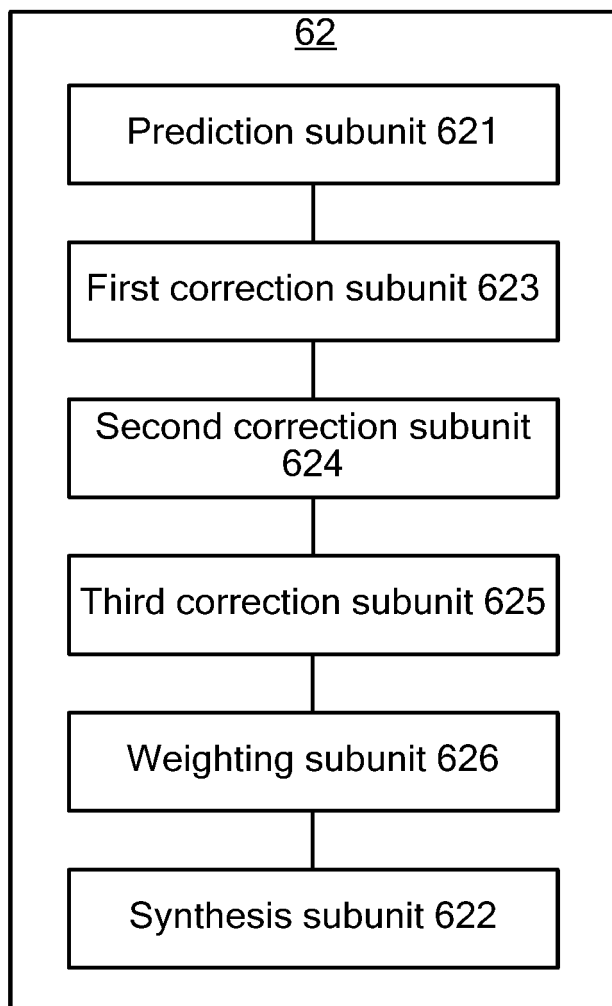 62
Prediction subunit 621
First correction subunit 623
Second correction subunit
624
Third correction subunit 625
Weighting subunit 626
Synthesis subunit 622